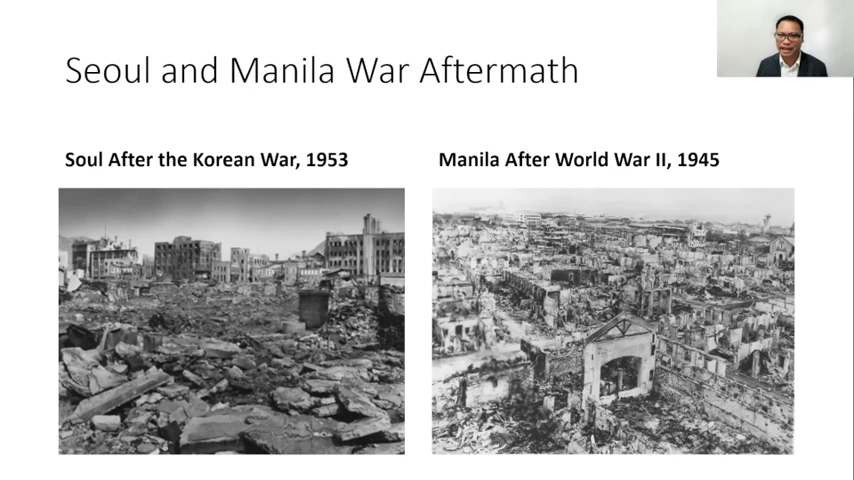 Seoul and Manila War Aftermath
Soul After the Korean War, 1953
Manila After World War II, 1945